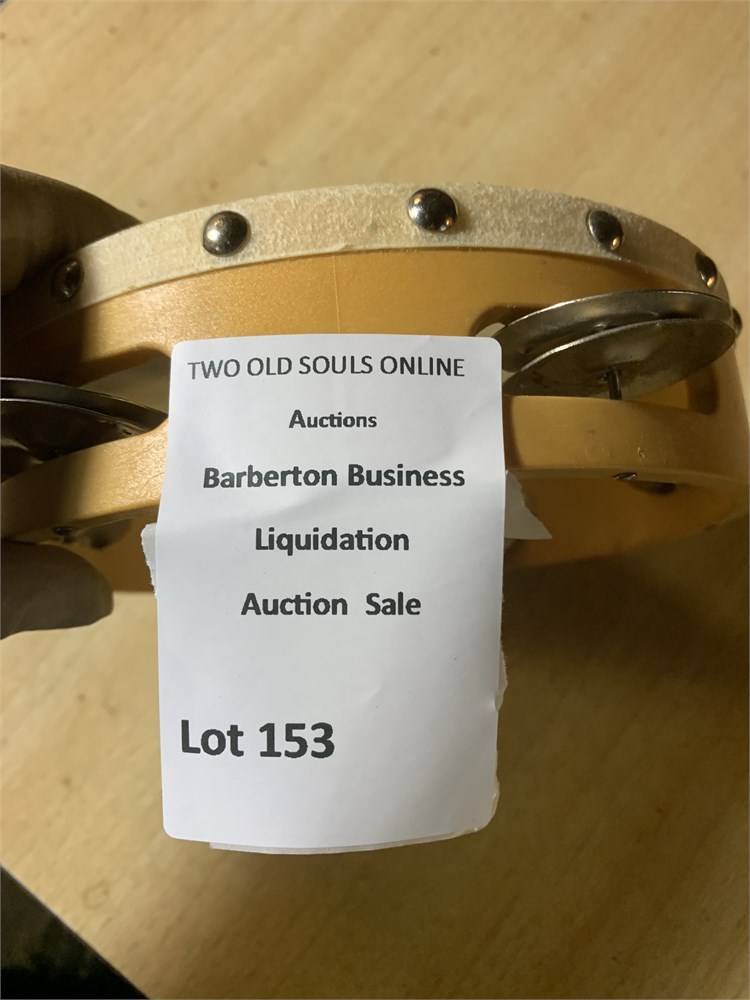 TWO OLD SOULS ONLINE
Auctions
Barberton Business
Liquidation
Auction Sale
Lot 153